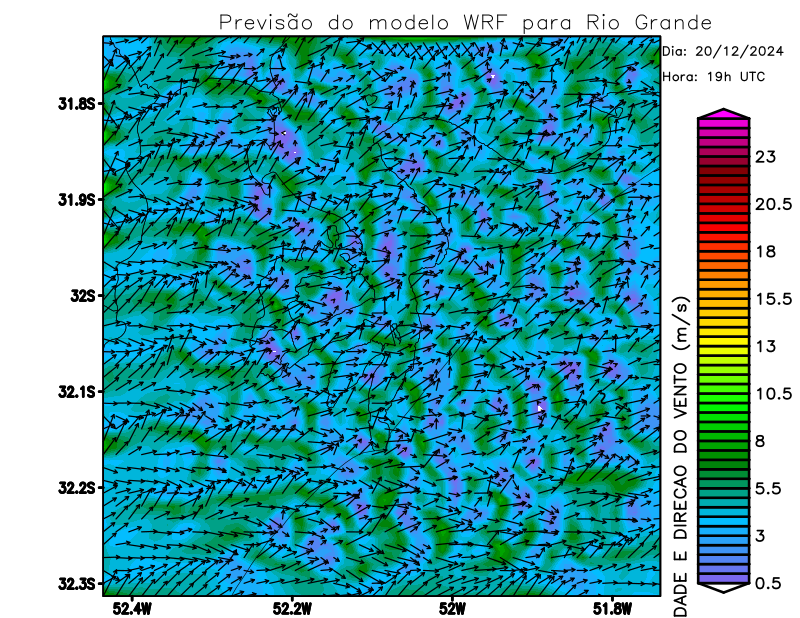 Previsão do modelo WRF para Rio Grande
Dia: 20/12/2024
Hora: 19h UTC
31.8S
31.9S
32S
32.1S
32.2S
32.3S
52.4W
52.2W
52W
51.8W
DADE E DIRECAO DO VENTO (m/s)
23
20.5
18
15.5
13
10.5
8
5.5
3
0.5